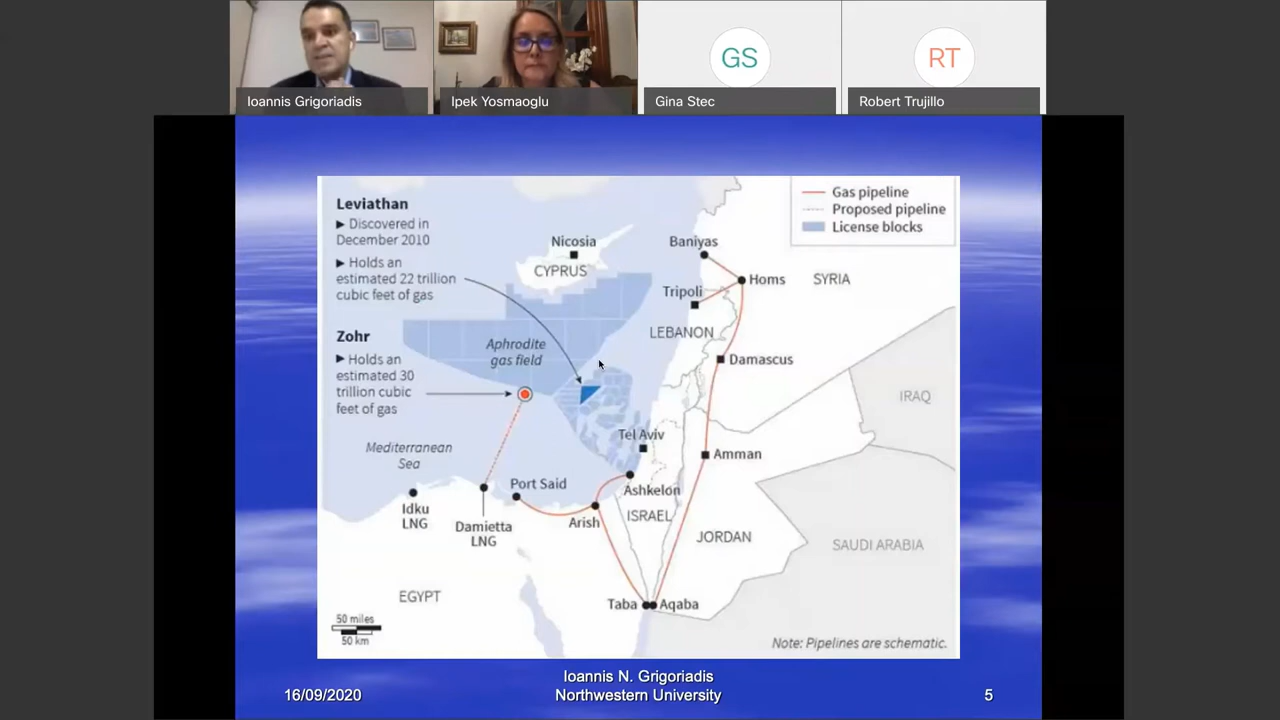 GS
RT
Ioannis Grigoriadis
Ipek Yosmaoglu
Gina Stec
Robert Trujillo
Leviathan
▶ Discovered in
December 2010
▶ Holds an
estimated 22 trillion
cubic feet of gas
Zohr
▶ Holds an
estimated 30
trillion cubic
feet of gas
Gas pipeline
Proposed pipeline
License blocks
Nicosia
CYPRUS
Baniyas
Homs
SYRIA
Tripoli
LEBANON
Aphrodite
gas field
Damascus
IRAQ
Mediterranean
Sea
Tel Aviv
Amman
Port Said
Ashkelon
Idku
LNG
Damietta
LNG
Arish
ISRAEL
JORDAN
SAUDI ARABIA
EGYPT
Taba
Aqaba
50 miles
50 km
Note: Pipelines are schematic.
16/09/2020
Ioannis N. Grigoriadis
Northwestern University
5